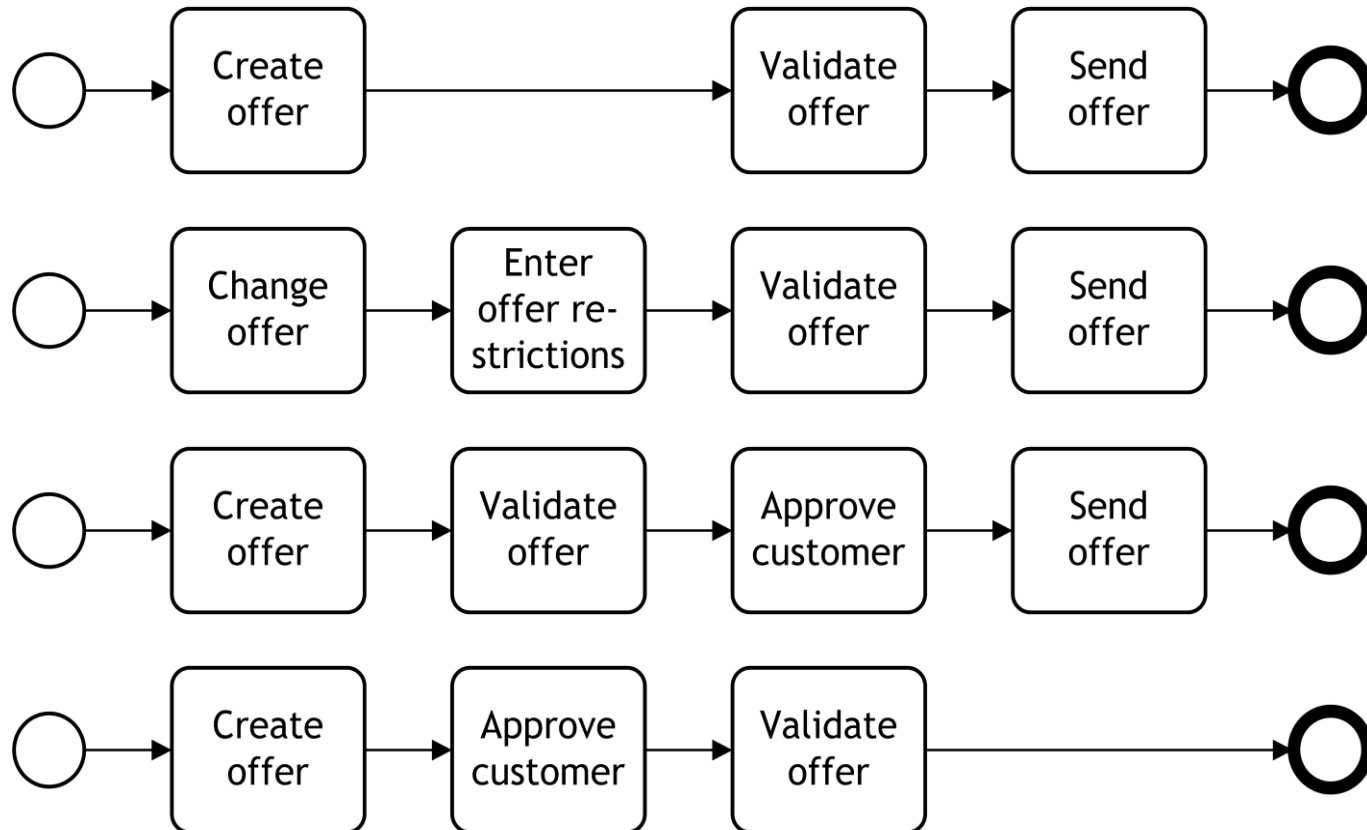 Create
offer
Validate
offer
Send
offer
Change
offer
Enter
offer re-
strictions
Validate
offer
Send
offer
Create
offer
Validate
offer
Approve
customer
Send
offer
Create
offer
Approve
customer
Validate
offer